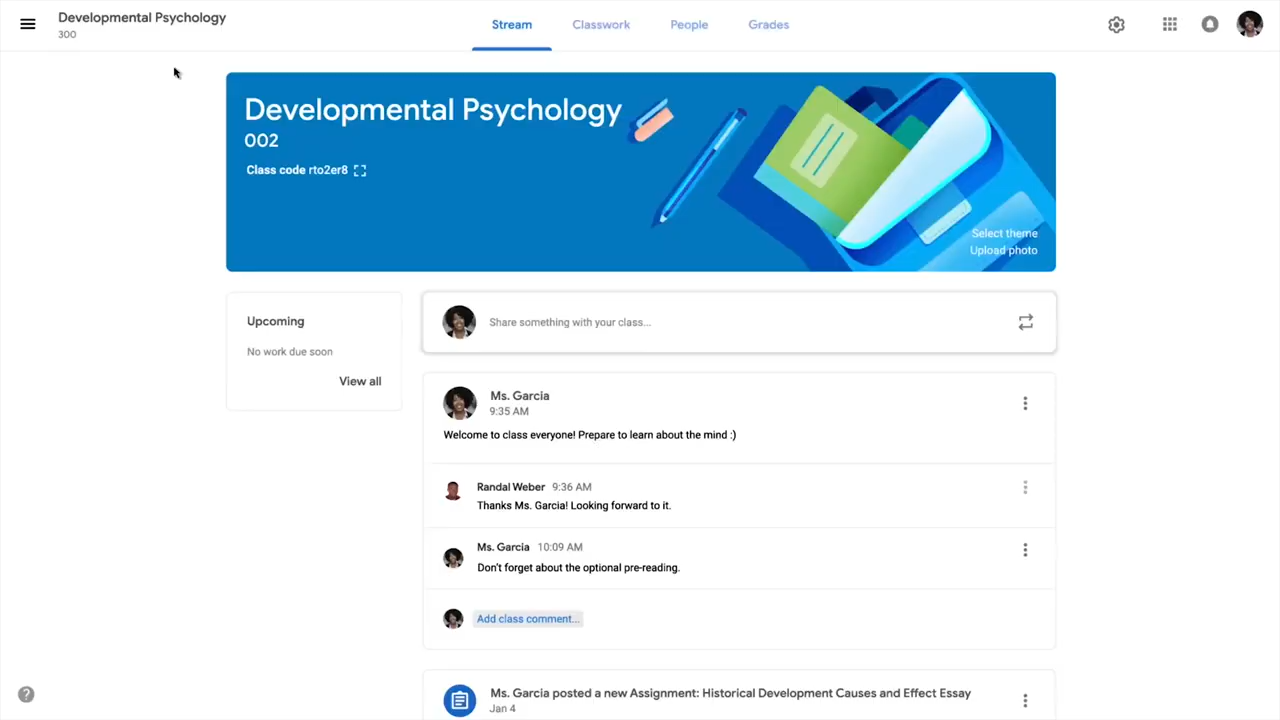 Developmental Psychology
300
Stream
Classwork
People
Grades
Developmental Psychology
002
Class code rto2er8
Select theme
Upload photo
Upcoming
No work due soon
View all
Share something with your class...
Ms. Garcia
9:35 AM
Welcome to class everyone! Prepare to learn about the mind :)
Randal Weber 9:36 AM
Thanks Ms. Garcia! Looking forward to it.
Ms. Garcia 10:09 AM
Don't forget about the optional pre-reading.
Add class comment...
Ms. Garcia posted a new Assignment: Historical Development Causes and Effect Essay
Jan 4